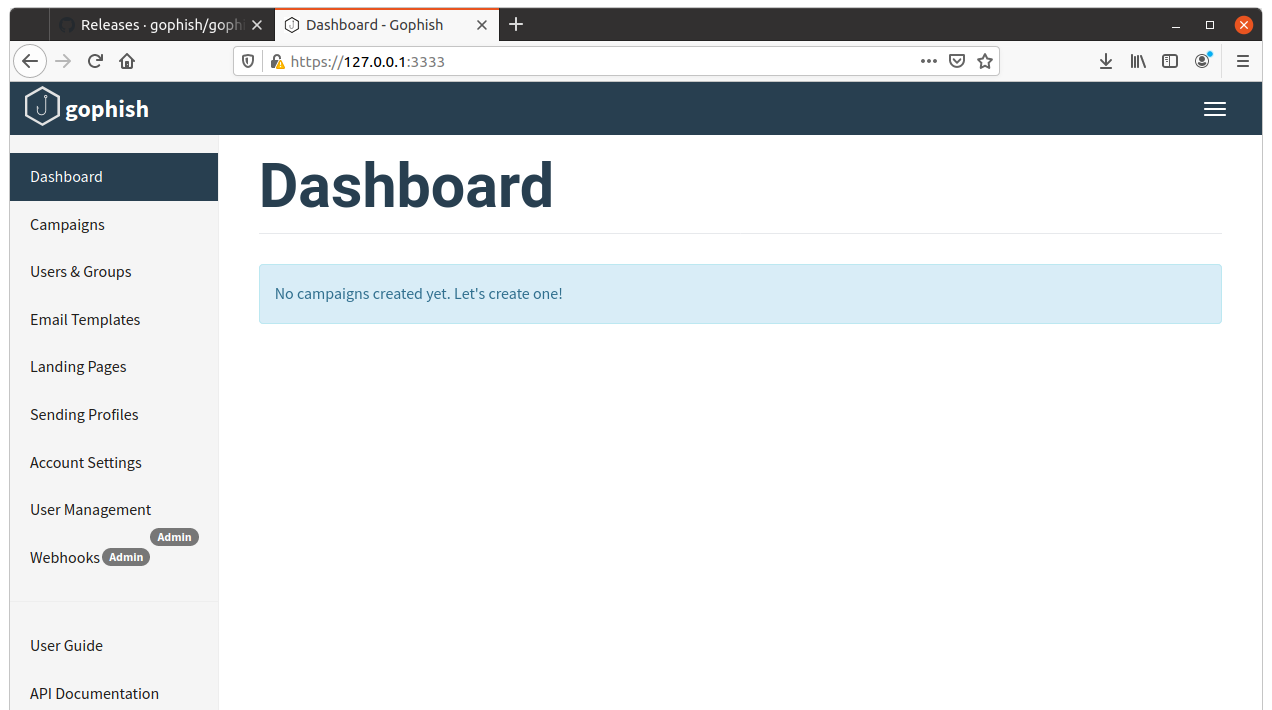 Releases · gophish/goph
Dashboard - Gophish
https://127.0.0.1:3333
gophish
Dashboard
Campaigns
Users & Groups
Email Templates
Landing Pages
Sending Profiles
Account Settings
User Management
Admin
Webhooks Admin
User Guide
API Documentation
Dashboard
No campaigns created yet. Let's create one!